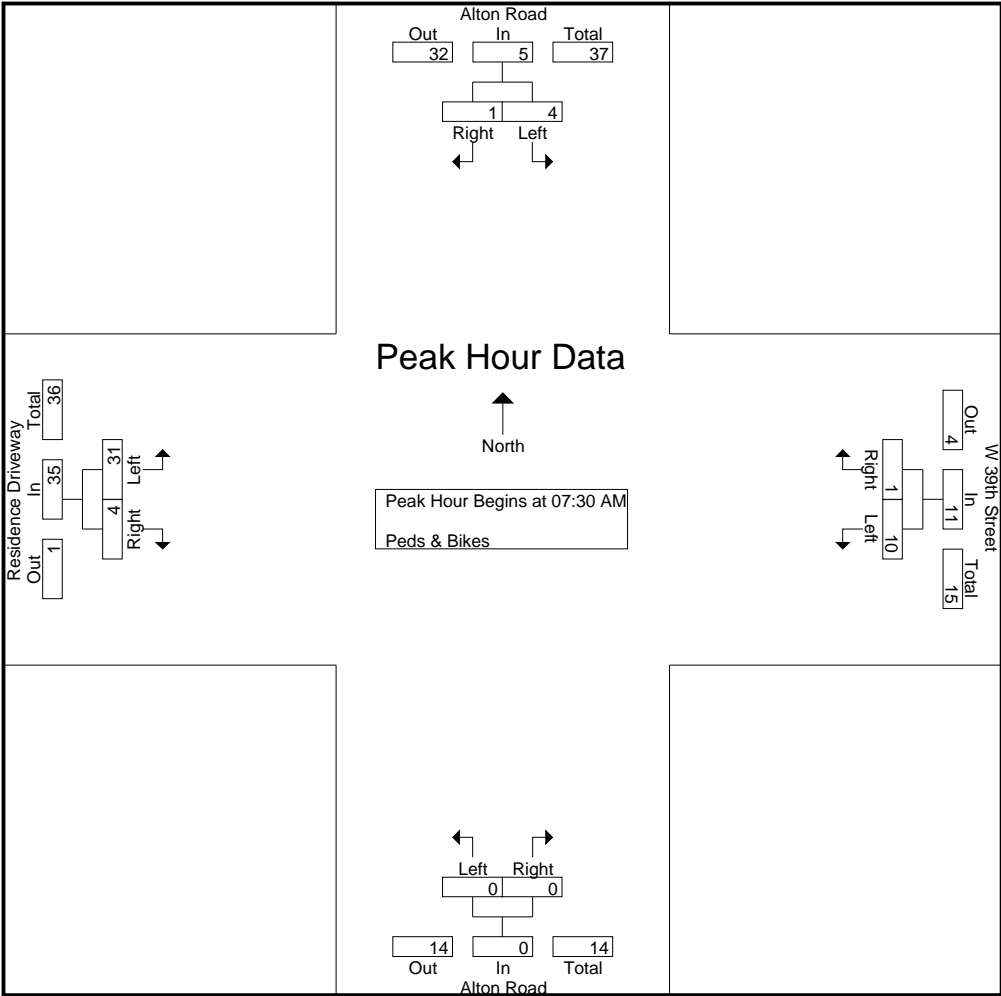 Alton Road
Out In Total
32 5 37
1 4
Right Left
Peak Hour Data
North
Peak Hour Begins at 07:30 AM
Peds & Bikes
Residence Driveway
Out In Total
1 35 36
Right Left
4 31
W 39th Street
Out In Total
4 11 15
Right Left
1 10
Left Right
0 0
14 0 14
Out In Total
Alton Road